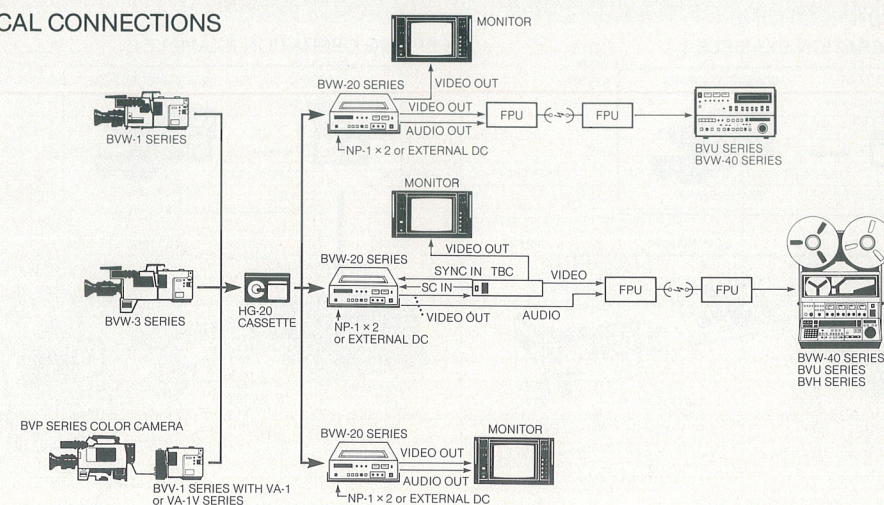 CAL CONNECTIONS
MONITOR
BVW-20 SERIES
VIDEO OUT
VIDEO OUT
AUDIO OUT
FPU
FPU
NP-1 × 2 or EXTERNAL DC
BVU SERIES
BVW-40 SERIES
BVW-1 SERIES
MONITOR
VIDEO OUT
BVW-20 SERIES
SYNC IN TBC
SC IN
VIDEO
VIDEO OUT
AUDIO
FPU
FPU
NP-1 × 2
or EXTERNAL DC
HG-20
CASSETTE
BVW-3 SERIES
BVW-40 SERIES
BVU SERIES
BVH SERIES
BVP SERIES COLOR CAMERA
BVV-1 SERIES WITH VA-1
or VA-1V SERIES
BVW-20 SERIES
MONITOR
VIDEO OUT
AUDIO OUT
NP-1 × 2 or EXTERNAL DC